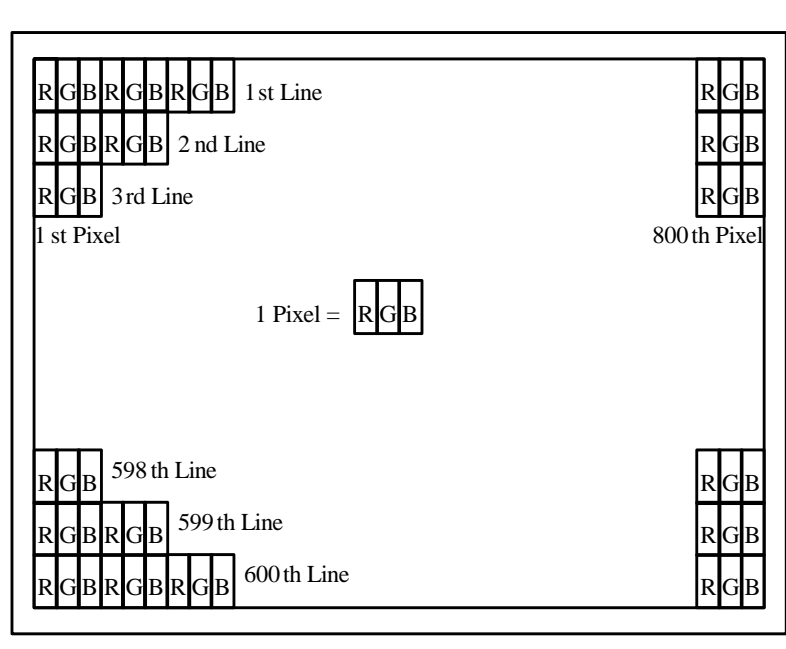 R G B R G B R G B 1 st Line R G B
R G B R G B 2 nd Line R G B
R G B 3 rd Line R G B
1 st Pixel 800 th Pixel
1 Pixel = R G B
R G B 598 th Line R G B
R G B R G B 599 th Line R G B
R G B R G B R G B 600 th Line R G B